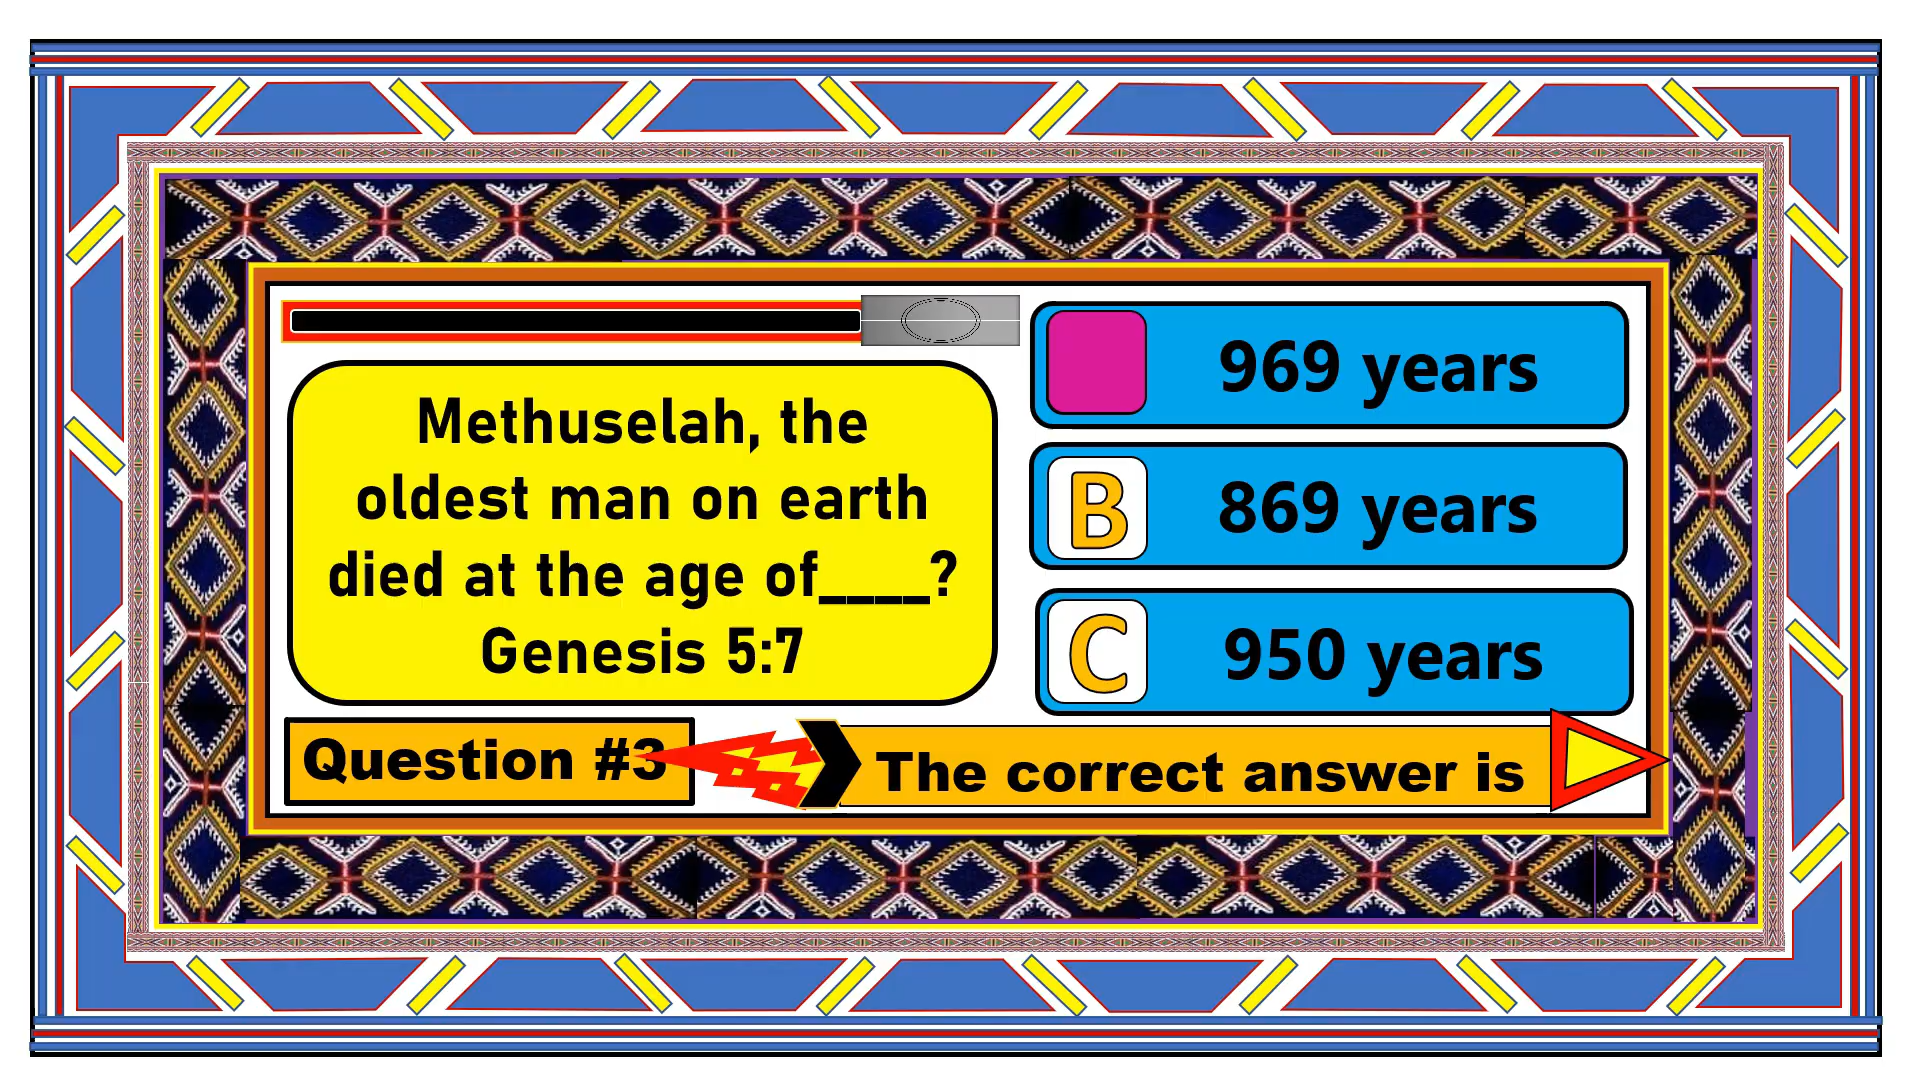 Methuselah, the
oldest man on earth
died at the age of____?
Genesis 5:7
969 years
B 869 years
C 950 years
Question #3
The correct answer is